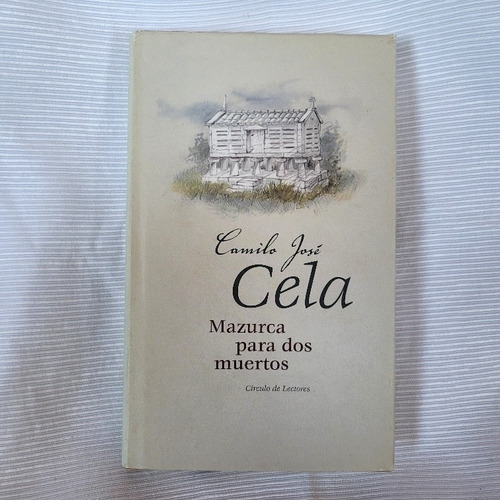 Camilo José
Cela
Mazurca
para dos
muertos
Círculo de Lectores